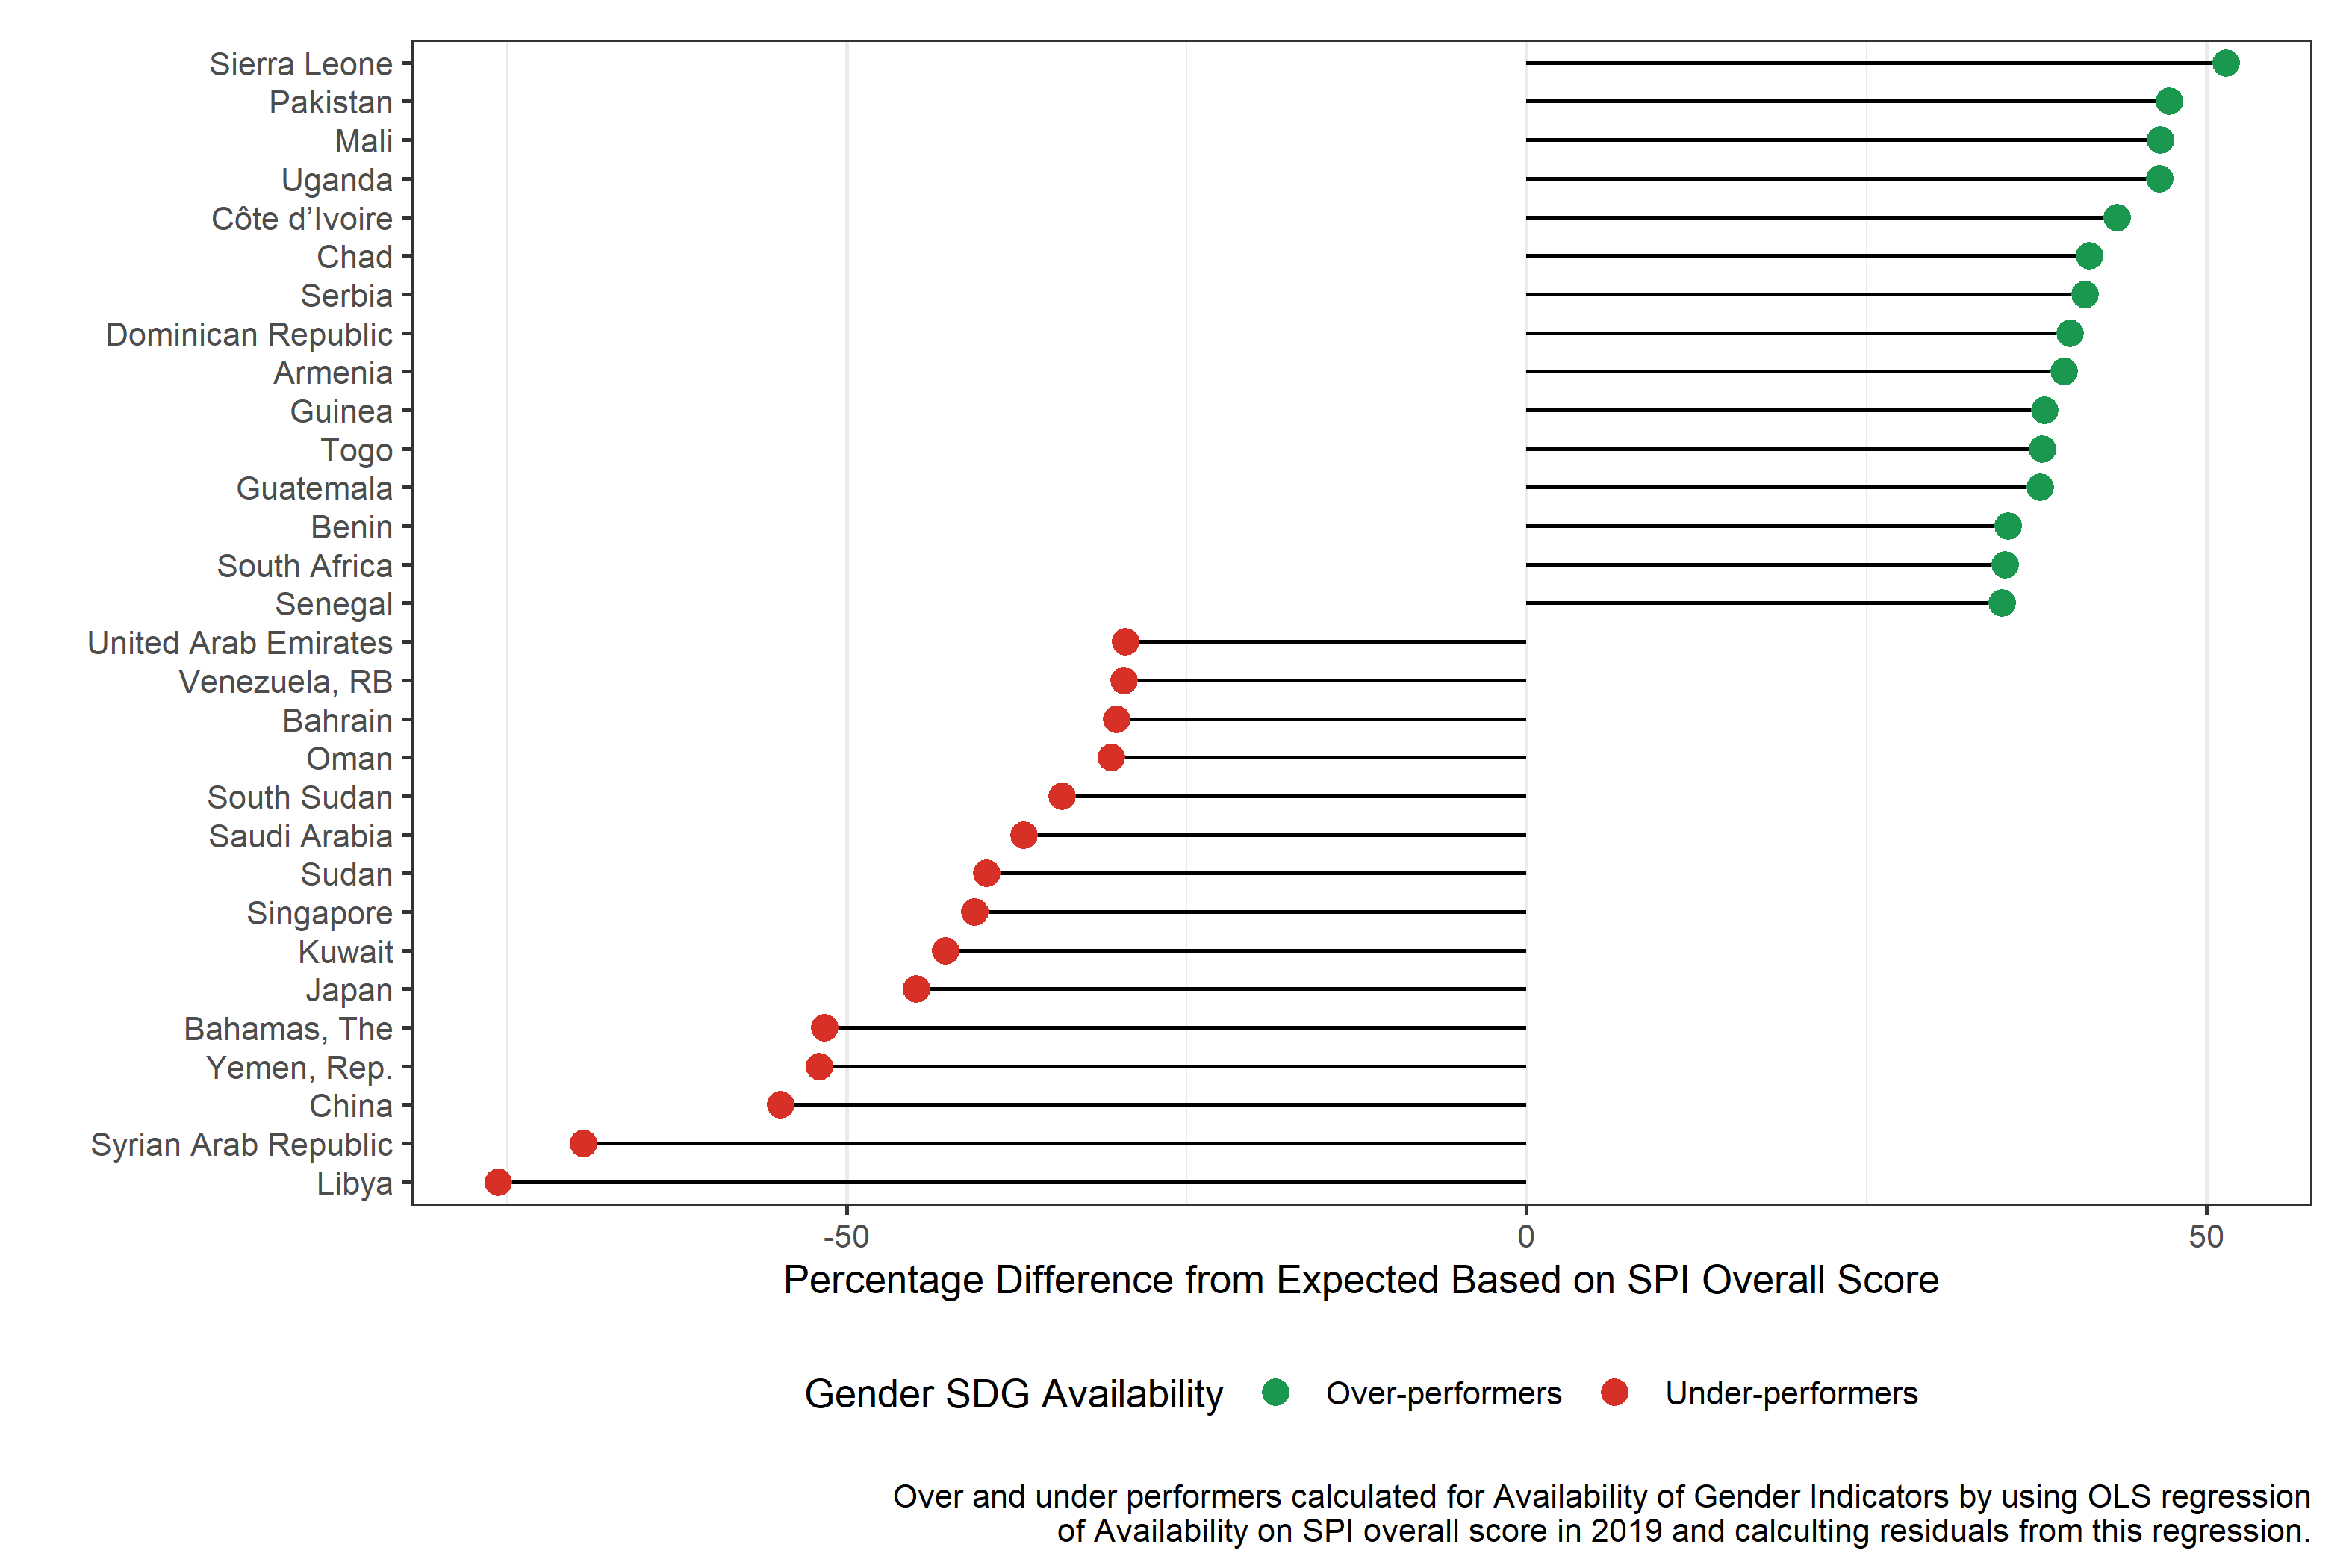 Sierra Leone
Pakistan
Mali
Uganda
Côte d’Ivoire
Chad
Serbia
Dominican Republic
Armenia
Guinea
Togo
Guatemala
Benin
South Africa
Senegal
United Arab Emirates
Venezuela, RB
Bahrain
Oman
South Sudan
Saudi Arabia
Sudan
Singapore
Kuwait
Japan
Bahamas, The
Yemen, Rep.
China
Syrian Arab Republic
Libya
-50 0 50
Percentage Difference from Expected Based on SPI Overall Score
Gender SDG Availability Over-performers Under-performers
Over and under performers calculated for Availability of Gender Indicators by using OLS regression
of Availability on SPI overall score in 2019 and calculting residuals from this regression.